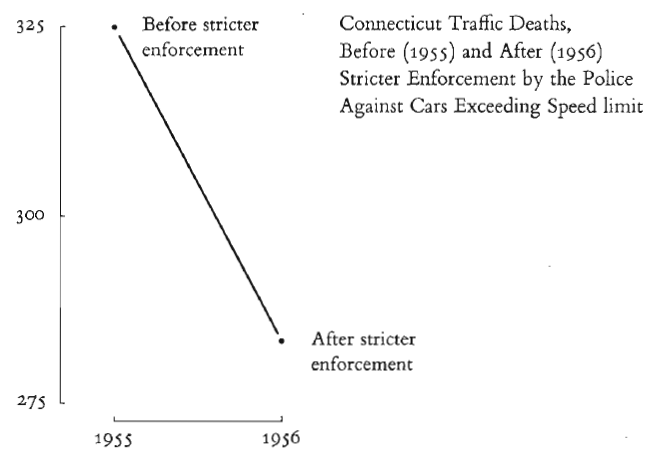 325
Before stricter
enforcement
Connecticut Traffic Deaths,
Before (1955) and After (1956)
Stricter Enforcement by the Police
Against Cars Exceeding Speed limit
300
After stricter
enforcement
275
1955
1956